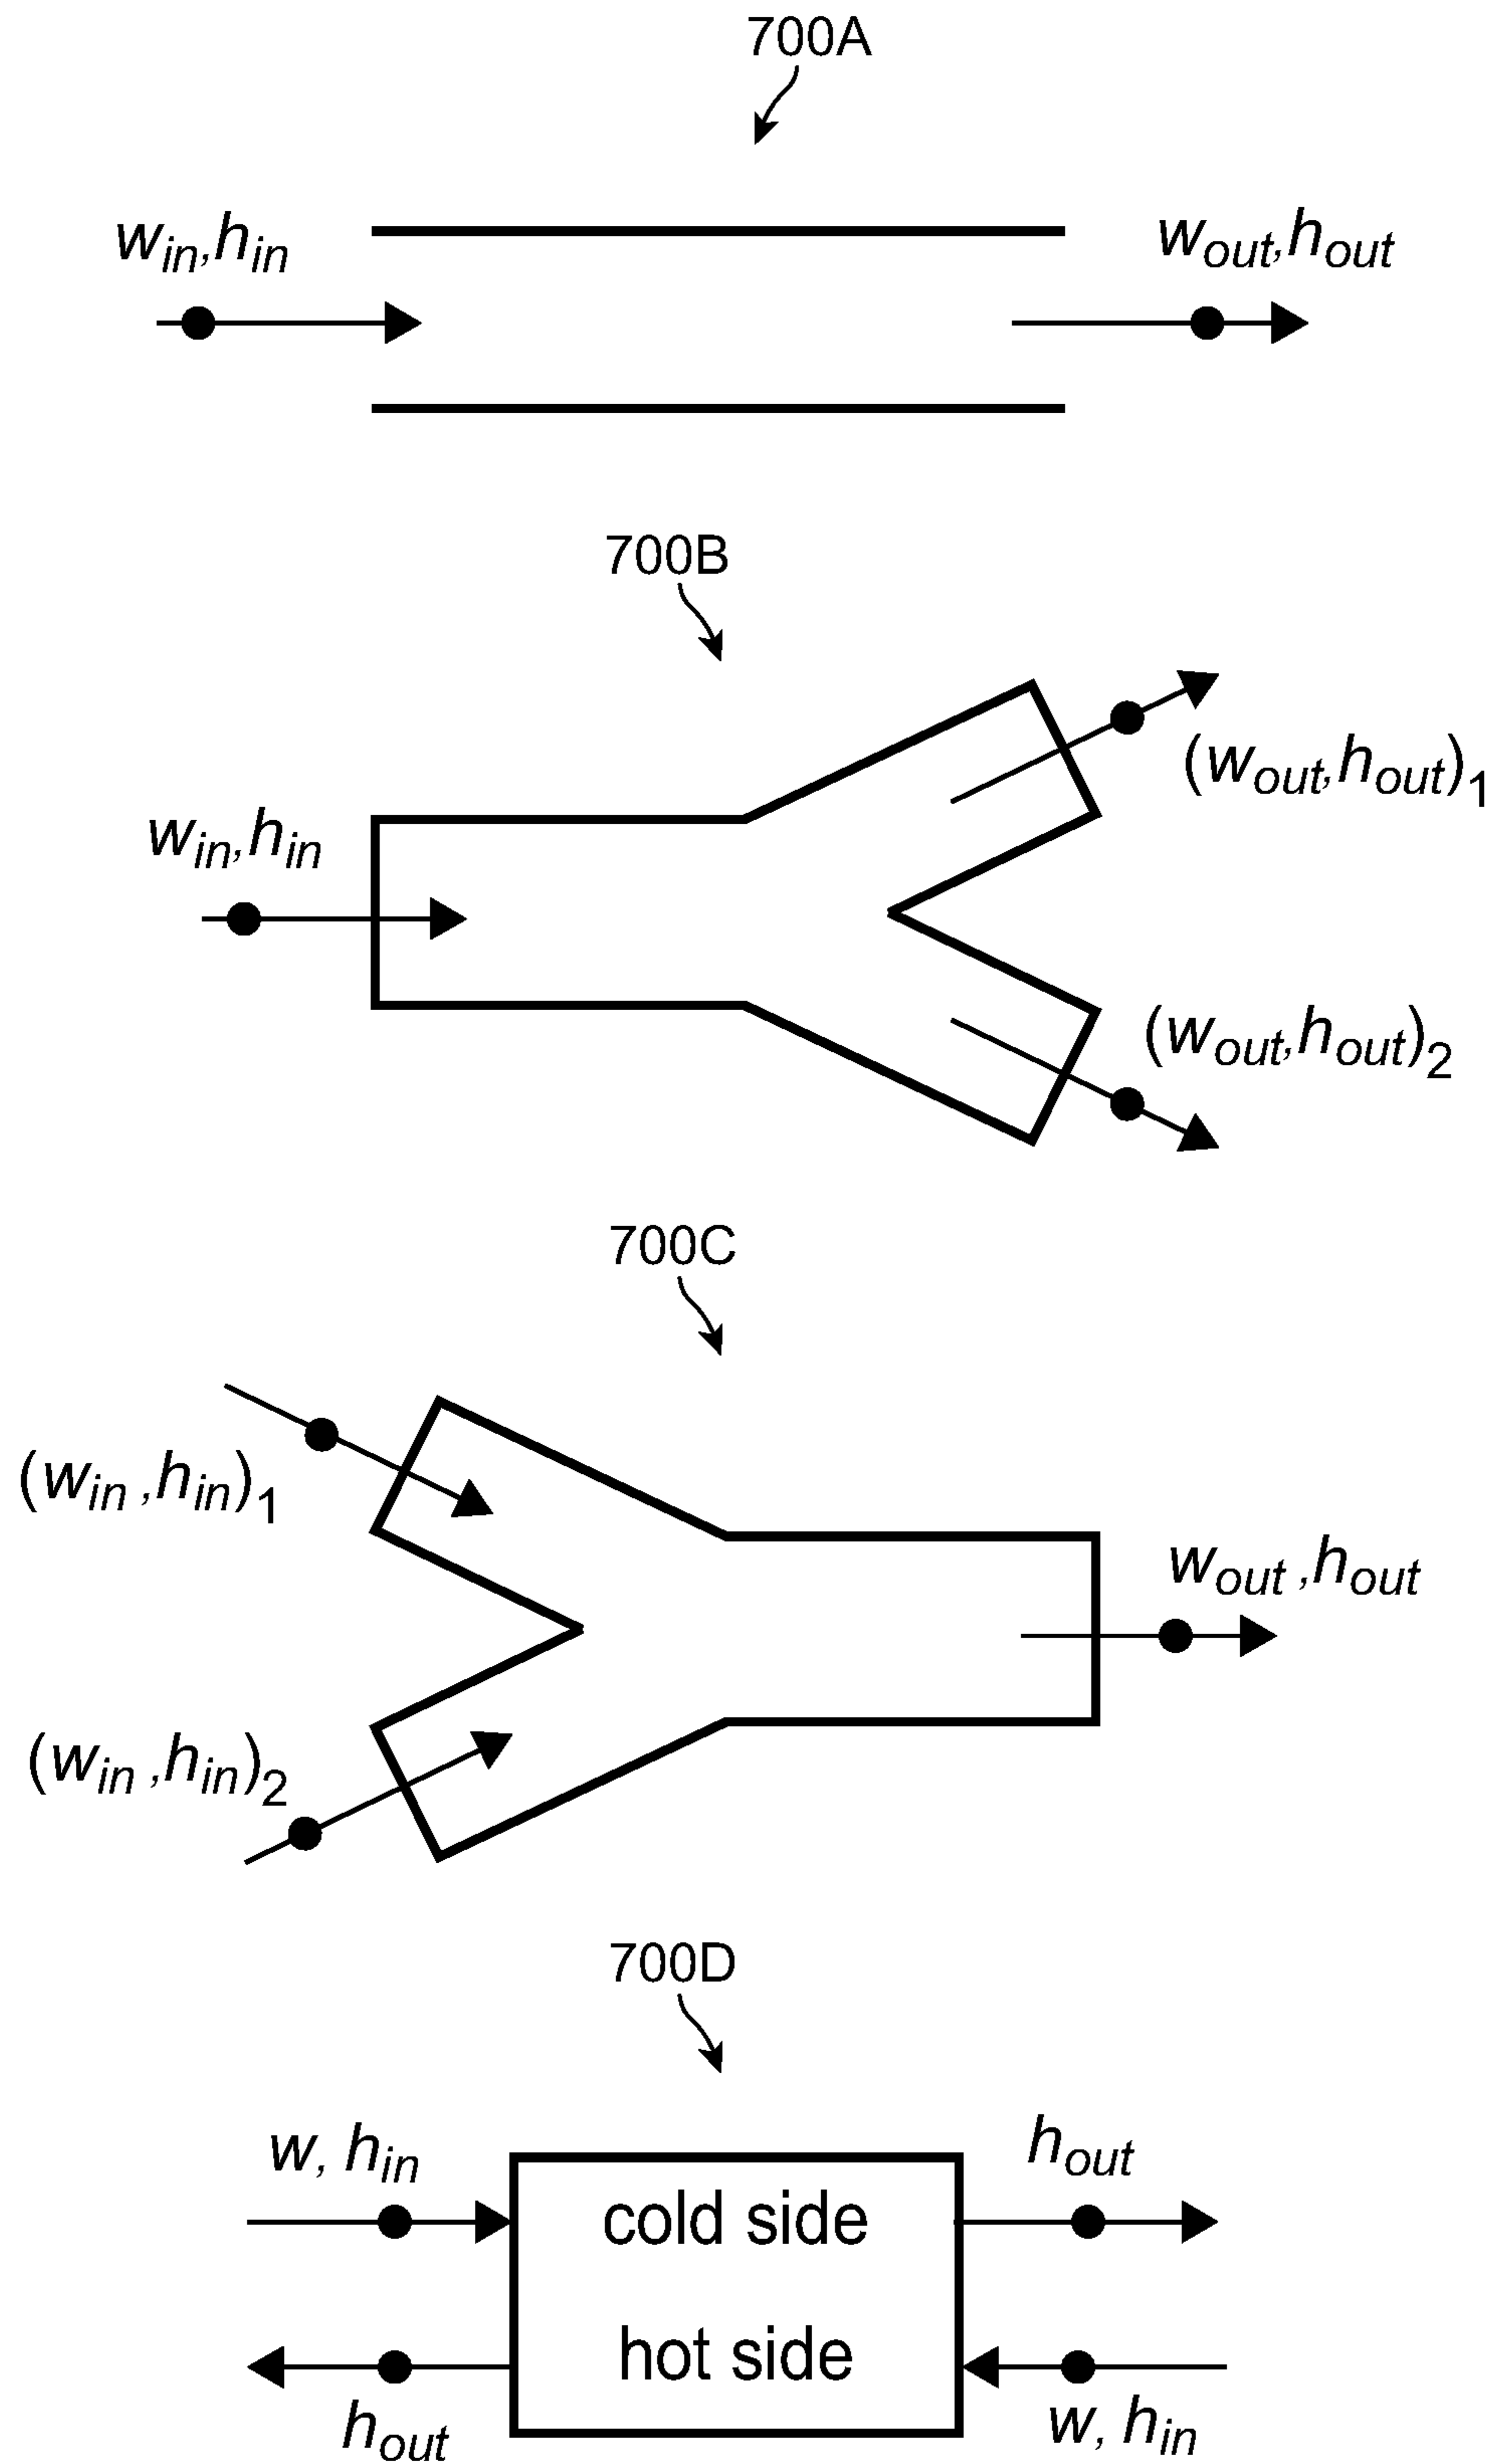 700A
w_in, h_in
w_out, h_out
700B
(w_out, h_out)_1
w_in, h_in
(w_out, h_out)_2
700C
(w_in, h_in)_1
w_out, h_out
(w_in, h_in)_2
700D
w, h_in
h_out
cold side
hot side
h_out
w, h_in